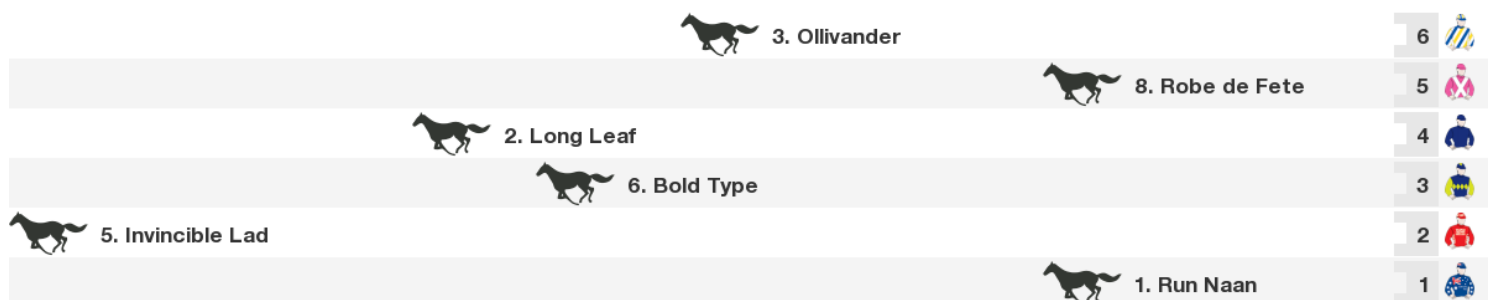 3. Ollivander 6
8. Robe de Fete 5
2. Long Leaf 4
6. Bold Type 3
5. Invincible Lad 2
1. Run Naan 1